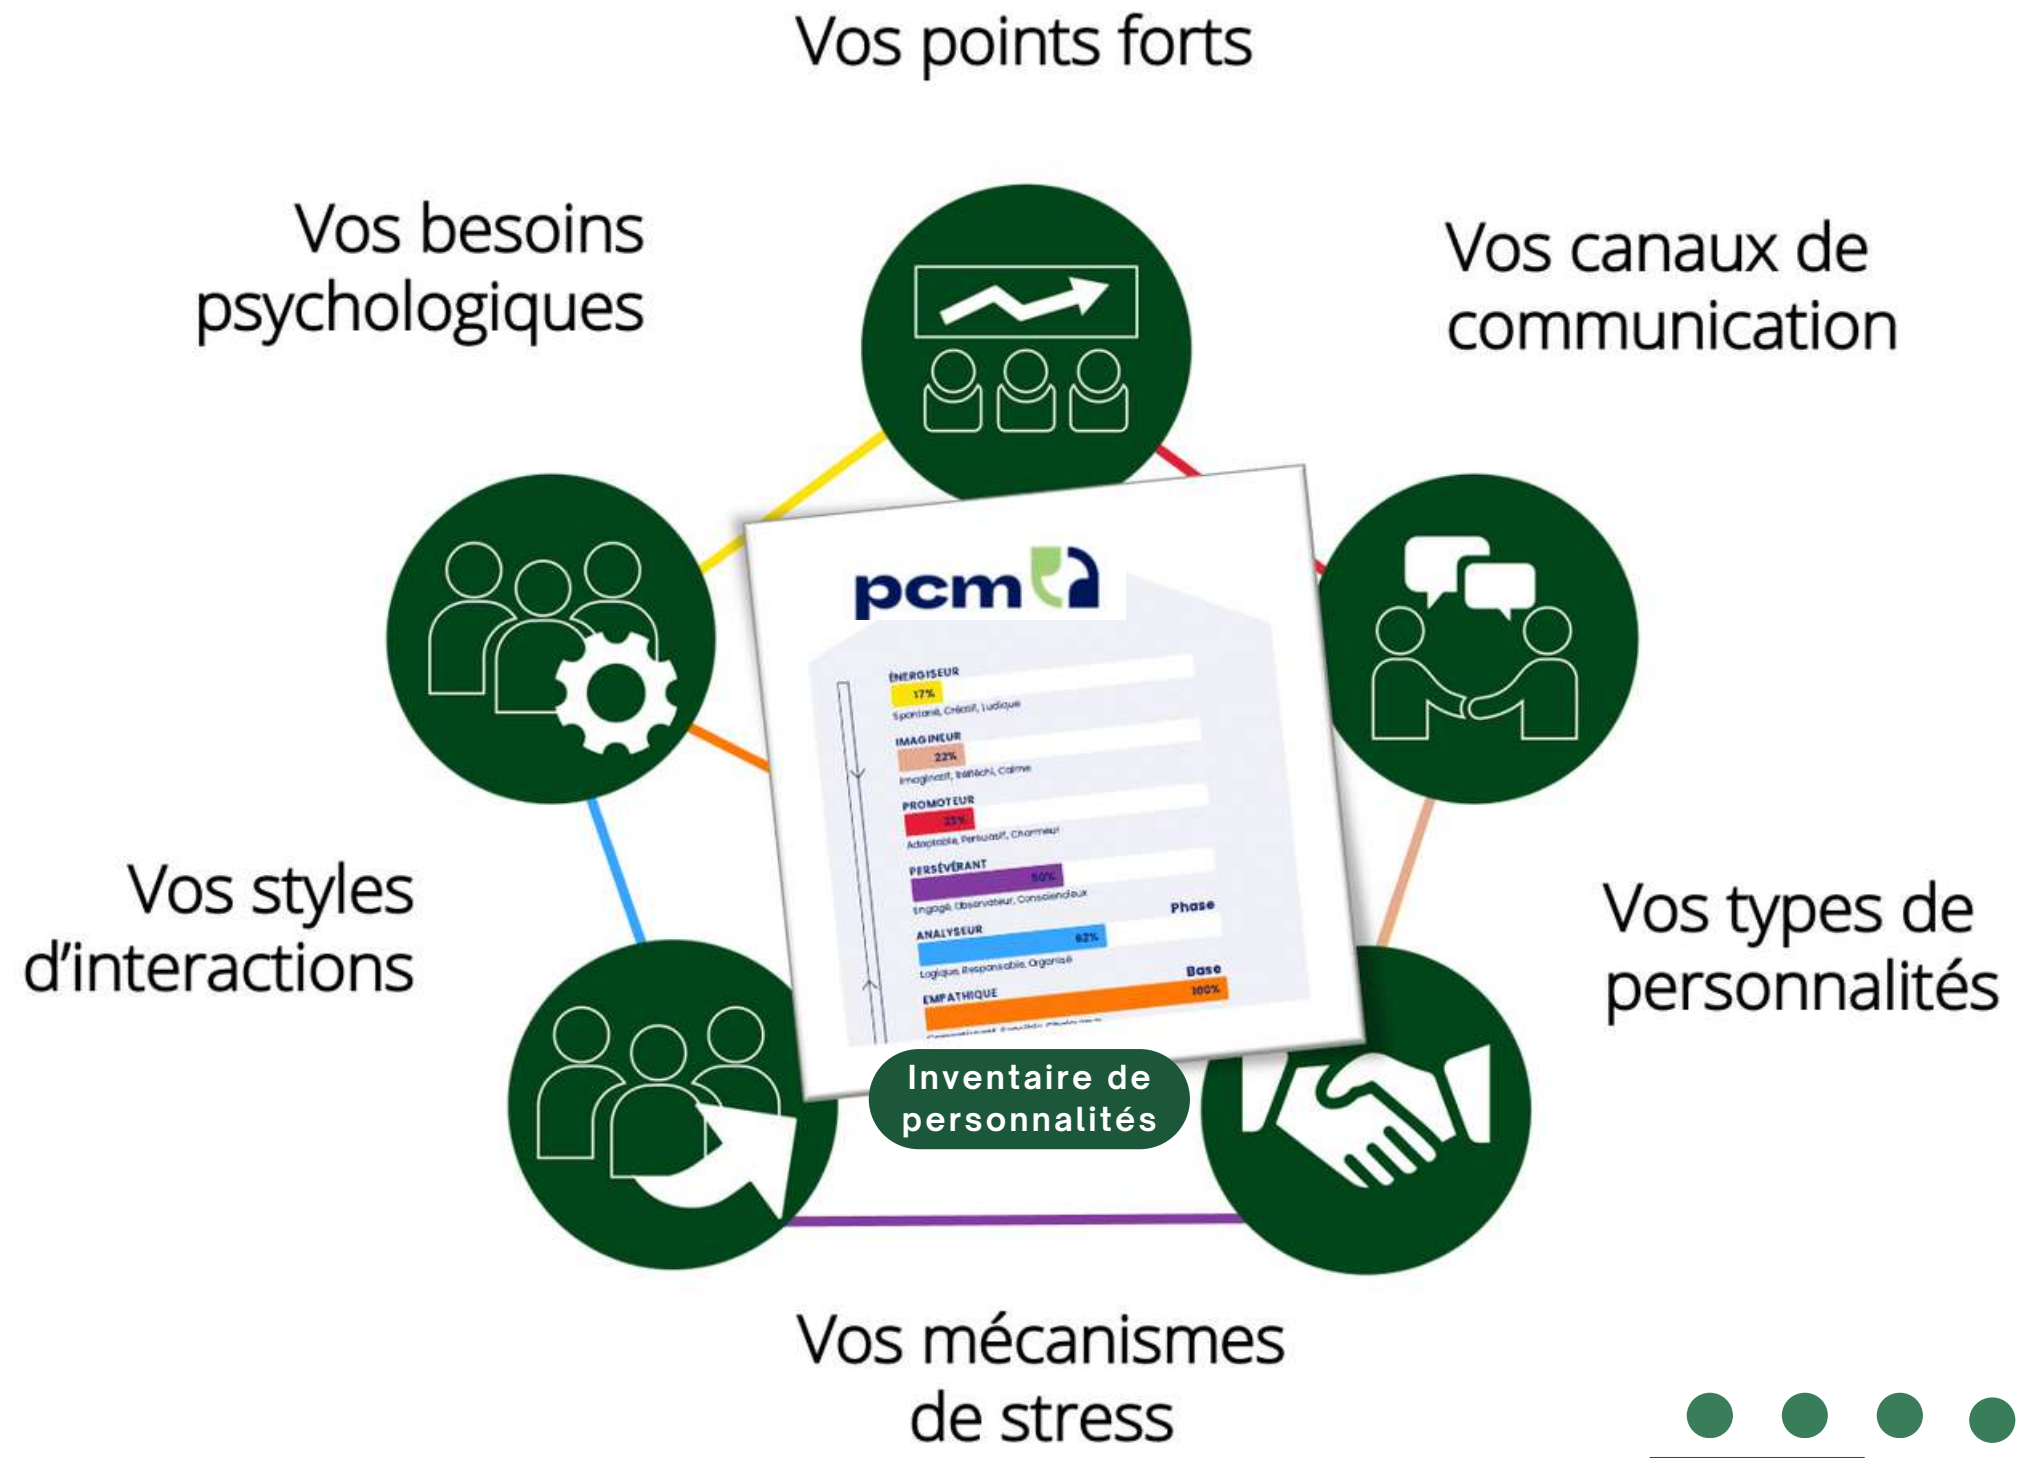 Vos points forts
Vos besoins
psychologiques
Vos canaux de
communication
pcm
ÉNERGISEUR
17%
Spontané, Créatif, Ludique
IMAGINEUR
22%
Imaginatif, Réfléchi, Calme
PROMOTEUR
23%
Adaptable, Persuasif, Charmeur
PERSÉVÉRANT
50%
Engagé, Observateur, Consciencieux
Phase
ANALYSEUR
62%
Logique, Responsable, Organisé
Base
EMPATHIQUE
100%
Vos styles
d'interactions
Vos types de
personnalités
Inventaire de
personnalités
Vos mécanismes
de stress